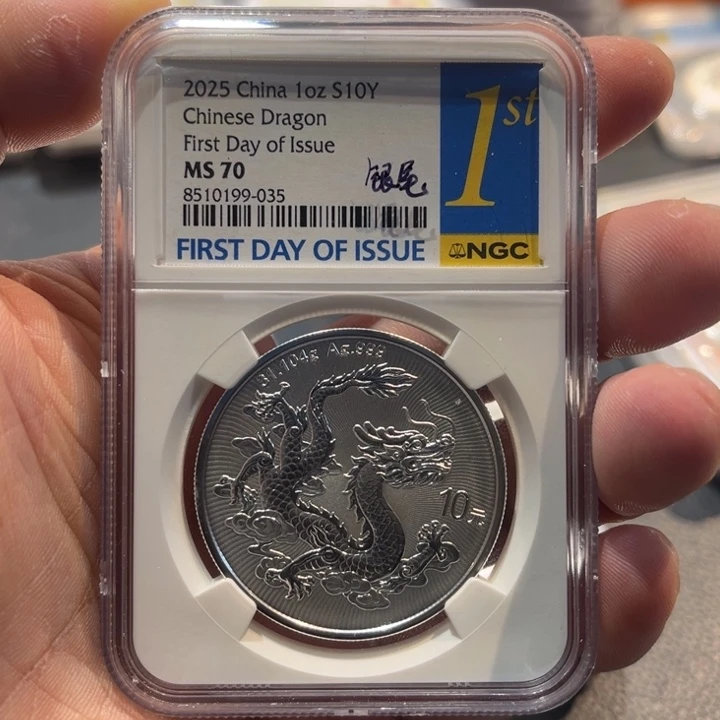 2025 China 1oz S10Y
Chinese Dragon
First Day of Issue
MS 70
8510199-035
FIRST DAY OF ISSUE
1st
NGC
31.104g Ag.999
10元